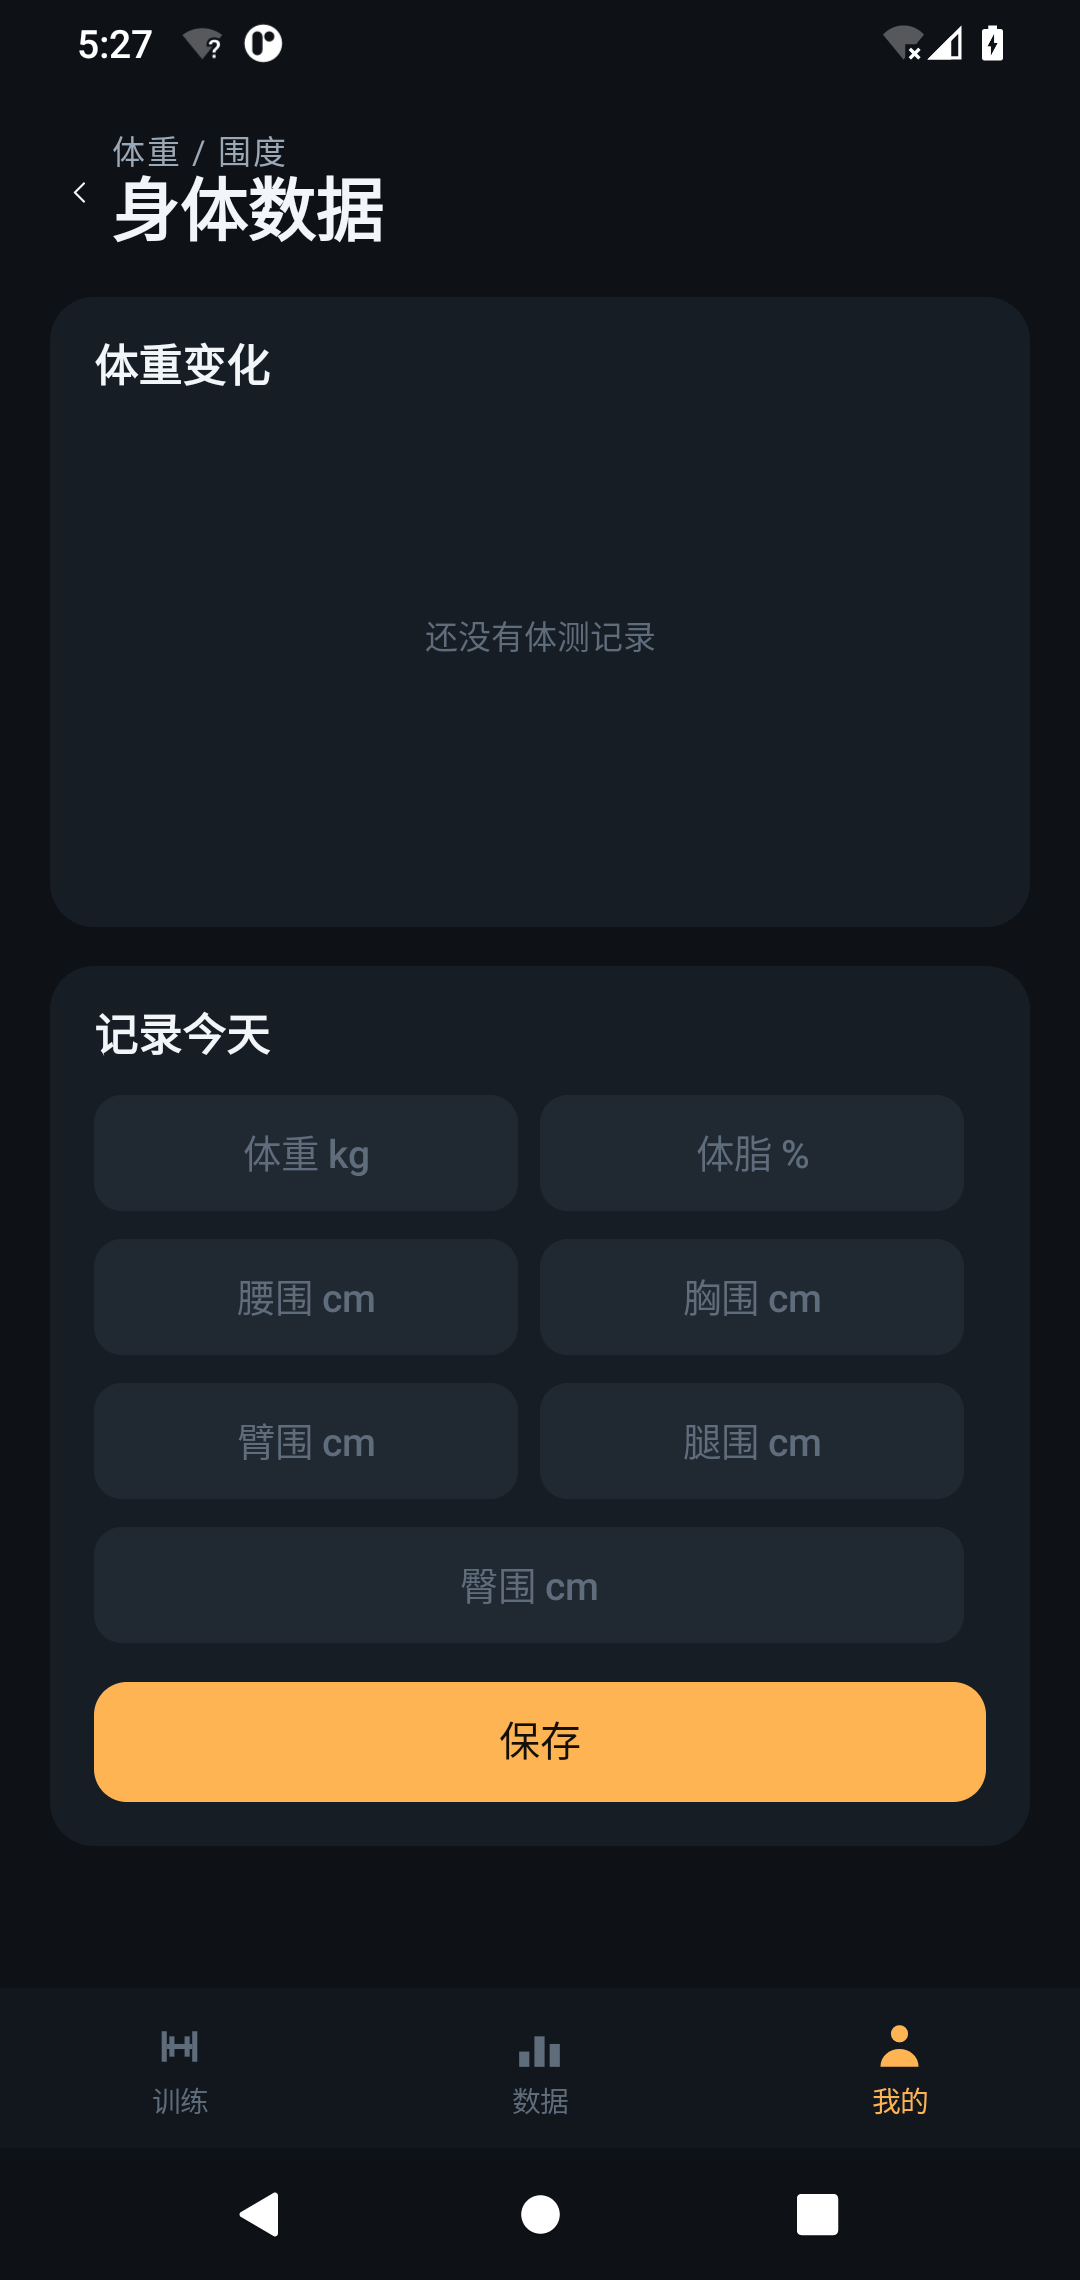 5:27
体重 / 围度
身体数据
体重变化
还没有体测记录
记录今天
体重 kg
体脂 %
腰围 cm
胸围 cm
臂围 cm
腿围 cm
臀围 cm
保存
训练
数据
我的